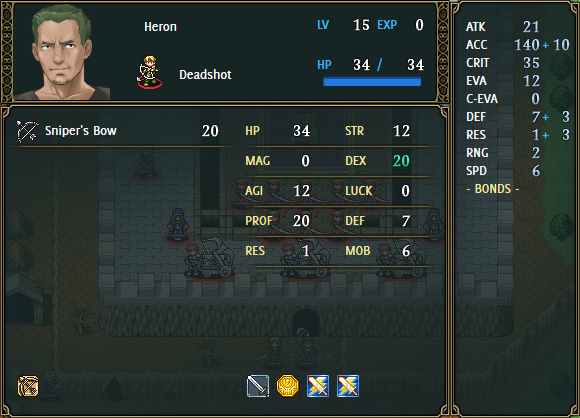 Heron LV 15 EXP 0
Deadshot HP 34 / 34
Sniper's Bow 20
HP 34 STR 12
MAG 0 DEX 20
AGI 12 LUCK 0
PROF 20 DEF 7
RES 1 MOB 6
ATK 21
ACC 140 + 10
CRIT 35
EVA 12
C-EVA 0
DEF 7 + 3
RES 1 + 3
RNG 2
SPD 6
- BONDS -